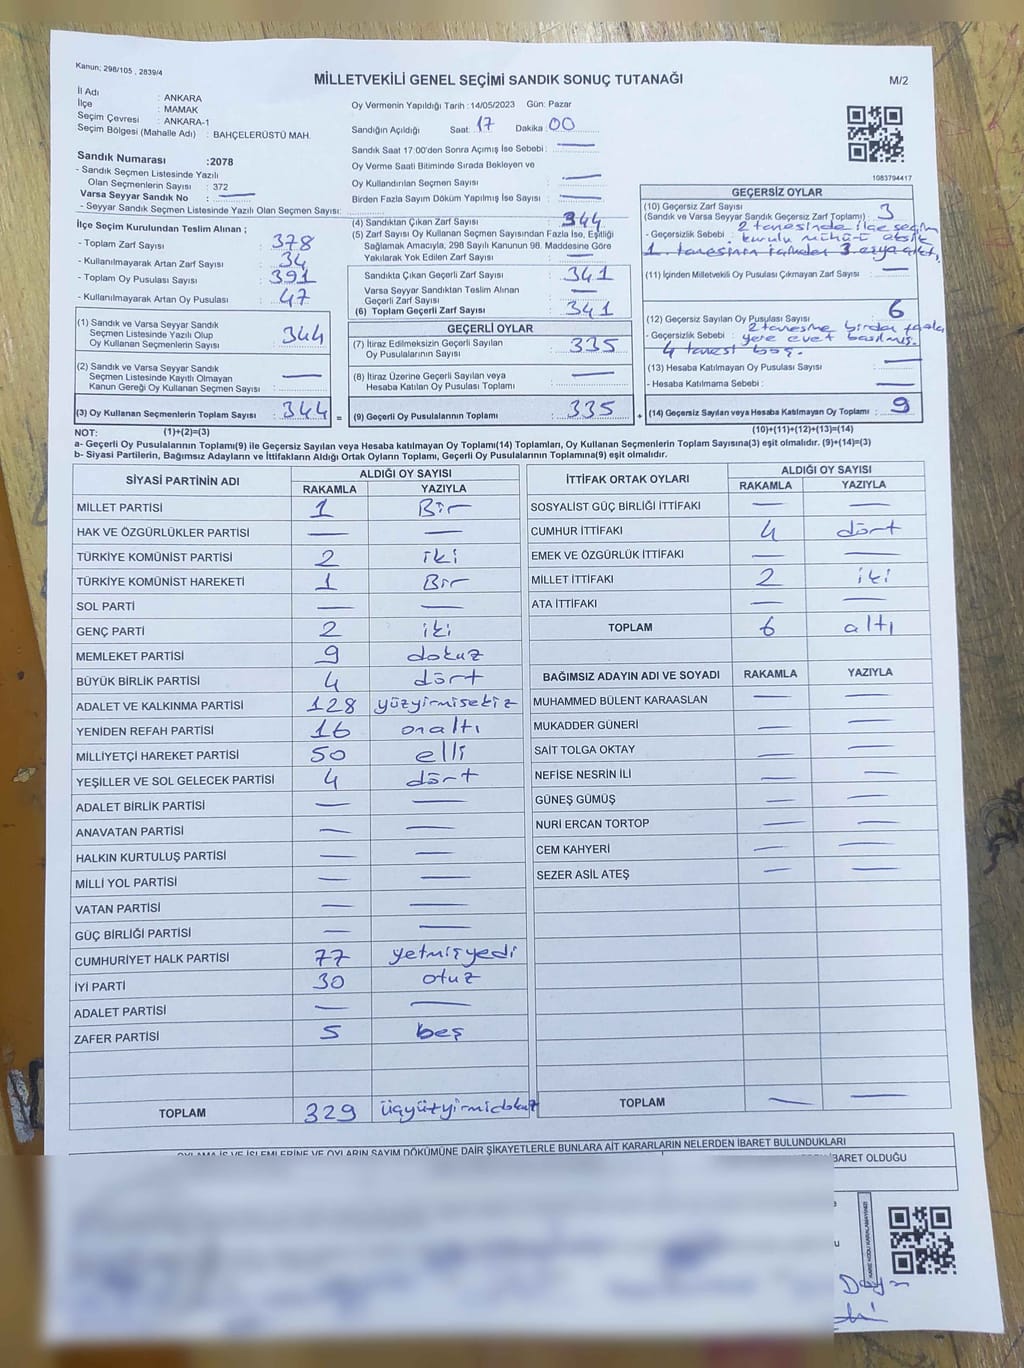 Kanun; 298/105 , 2839/4
MİLLETVEKİLİ GENEL SEÇİMİ SANDIK SONUÇ TUTANAĞI
M/2
İl Adı : ANKARA
İlçe : MAMAK
Seçim Çevresi : ANKARA-1
Seçim Bölgesi (Mahalle Adı) : BAHÇELERÜSTÜ MAH.
Sandık Numarası :2078
- Sandık Seçmen Listesinde Yazılı
Olan Seçmenlerin Sayısı : 372
Varsa Seyyar Sandık No :
- Seyyar Sandık Seçmen Listesinde Yazılı Olan Seçmen Sayısı:
Oy Vermenin Yapıldığı Tarih :14/05/2023 Gün: Pazar
Sandığın Açıldığı Saat 17 Dakika 00
Sandık Saat 17:00'den Sonra Açımış İse Sebebi :
Oy Verme Saati Bitiminde Sırada Bekleyen ve
Oy Kullandırılan Seçmen Sayısı
Birden Fazla Sayım Döküm Yapılmış İse Sayısı
1083794417
İlçe Seçim Kurulundan Teslim Alınan ;
- Toplam Zarf Sayısı : 378
- Kullanılmayarak Artan Zarf Sayısı : 34
- Toplam Oy Pusulası Sayısı : 391
- Kullanılmayarak Artan Oy Pusulası : 47
(1) Sandık ve Varsa Seyyar Sandık
Seçmen Listesinde Yazılı Olup
Oy Kullanan Seçmenlerin Sayısı : 344
(2) Sandık ve Varsa Seyyar Sandık
Seçmen Listesinde Kayıtlı Olmayan
Kanun Gereği Oy Kullanan Seçmen Sayısı :
(3) Oy Kullanan Seçmenlerin Toplam Sayısı : 344 =
(4) Sandıktan Çıkan Zarf Sayısı : 344
(5) Zarf Sayısı Oy Kullanan Seçmen Sayısından Fazla İse, Eşitliği
Sağlamak Amacıyla, 298 Sayılı Kanunun 98. Maddesine Göre
Yakılarak Yok Edilen Zarf Sayısı :
Sandıkta Çıkan Geçerli Zarf Sayısı : 341
Varsa Seyyar Sandıktan Teslim Alınan
Geçerli Zarf Sayısı :
(6) Toplam Geçerli Zarf Sayısı : 341
GEÇERLİ OYLAR
(7) İtiraz Edilmeksizin Geçerli Sayılan
Oy Pusulalarının Sayısı : 335
(8) İtiraz Üzerine Geçerli Sayılan veya
Hesaba Katılan Oy Pusulası Toplamı :
(9) Geçerli Oy Pusulalarının Toplamı : 335 +
GEÇERSİZ OYLAR
(10) Geçersiz Zarf Sayısı
(Sandık ve Varsa Seyyar Sandık Geçersiz Zarf Toplamı) : 3
- Geçersizlik Sebebi : 2 tanesinde ilçe seçim
kurulu mühürü eksik
1 tanesinin içinden 3
(11) İçinden Milletvekili Oy Pusulası Çıkmayan Zarf Sayısı :
(12) Geçersiz Sayılan Oy Pusulası Sayısı : 6
- Geçersizlik Sebebi : 2 tanesine birden fazla
yere evet basılmış.
4 tanesi boş.
(13) Hesaba Katılmayan Oy Pusulası Sayısı :
- Hesaba Katılmama Sebebi :
(14) Geçersiz Sayılan veya Hesaba Katılmayan Oy Toplamı : 9
NOT: (1)+(2)=(3) (10)+(11)+(12)+(13)=(14)
a- Geçerli Oy Pusulalarının Toplamı(9) ile Geçersiz Sayılan veya Hesaba katılmayan Oy Toplamı(14) Toplamları, Oy Kullanan Seçmenlerin Toplam Sayısına(3) eşit olmalıdır. (9)+(14)=(3)
b- Siyasi Partilerin, Bağımsız Adayların ve İttifakların Aldığı Ortak Oyların Toplamı, Geçerli Oy Pusulalarının Toplamına(9) eşit olmalıdır.
SİYASİ PARTİNİN ADI ALDIĞI OY SAYISI
RAKAMLA YAZIYLA
MİLLET PARTİSİ 1 Bir
HAK VE ÖZGÜRLÜKLER PARTİSİ
TÜRKİYE KOMÜNİST PARTİSİ 2 iki
TÜRKİYE KOMÜNİST HAREKETİ 1 Bir
SOL PARTİ
GENÇ PARTİ 2 iki
MEMLEKET PARTİSİ 9 dokuz
BÜYÜK BİRLİK PARTİSİ 4 dört
ADALET VE KALKINMA PARTİSİ 128 yüzyirmisekiz
YENİDEN REFAH PARTİSİ 16 onaltı
MİLLİYETÇİ HAREKET PARTİSİ 50 elli
YEŞİLLER VE SOL GELECEK PARTİSİ 4 dört
ADALET BİRLİK PARTİSİ
ANAVATAN PARTİSİ
HALKIN KURTULUŞ PARTİSİ
MİLLİ YOL PARTİSİ
VATAN PARTİSİ
GÜÇ BİRLİĞİ PARTİSİ
CUMHURİYET HALK PARTİSİ 77 yetmişyedi
İYİ PARTİ 30 otuz
ADALET PARTİSİ
ZAFER PARTİSİ 5 beş
TOPLAM 329 üçyüzyirmidokuz
İTTİFAK ORTAK OYLARI ALDIĞI OY SAYISI
RAKAMLA YAZIYLA
SOSYALİST GÜÇ BİRLİĞİ İTTİFAKI
CUMHUR İTTİFAKI 4 dört
EMEK VE ÖZGÜRLÜK İTTİFAKI
MİLLET İTTİFAKI 2 iki
ATA İTTİFAKI
TOPLAM 6 altı
BAĞIMSIZ ADAYIN ADI VE SOYADI RAKAMLA YAZIYLA
MUHAMMED BÜLENT KARAASLAN
MUKADDER GÜNERİ
SAİT TOLGA OKTAY
NEFİSE NESRİN İLİ
GÜNEŞ GÜMÜŞ
NURİ ERCAN TORTOP
CEM KAHYERİ
SEZER ASİL ATEŞ
TOPLAM
OYLAMA İŞ VE İŞLEMLERİNE VE OYLARIN SAYIM DÖKÜMÜNE DAİR ŞİKAYETLERLE BUNLARA AİT KARARLARIN NELERDEN İBARET BULUNDUKLARI
İBARET OLDUĞU